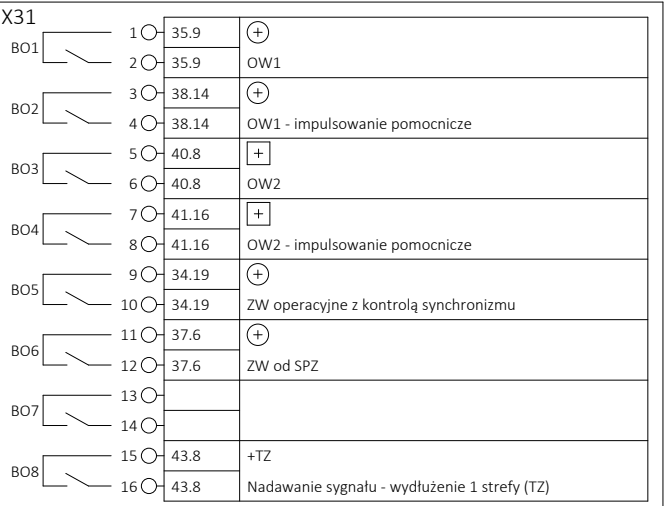 X31
BO1
1 35.9 +
2 35.9 OW1
BO2
3 38.14 +
4 38.14 OW1 - impulsowanie pomocnicze
BO3
5 40.8 +
6 40.8 OW2
BO4
7 41.16 +
8 41.16 OW2 - impulsowanie pomocnicze
BO5
9 34.19 +
10 34.19 ZW operacyjne z kontrolą synchronizmu
BO6
11 37.6 +
12 37.6 ZW od SPZ
BO7
13
14
BO8
15 43.8 +TZ
16 43.8 Nadawanie sygnału - wydłużenie 1 strefy (TZ)